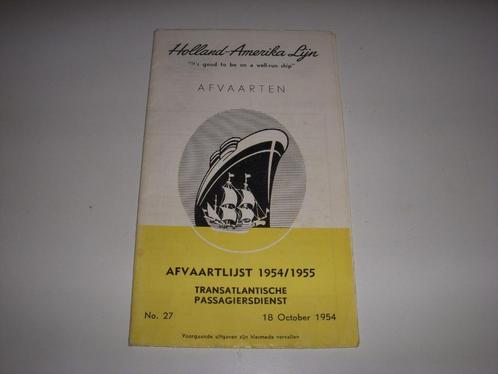 Holland-Amerika Lijn
"It's good to be on a well-run ship"
AFVAARTEN
AFVAARTLIJST 1954/1955
TRANSATLANTISCHE
PASSAGIERSDIENST
No. 27 18 October 1954
Voorgaande uitgaven zijn hiermede vervallen